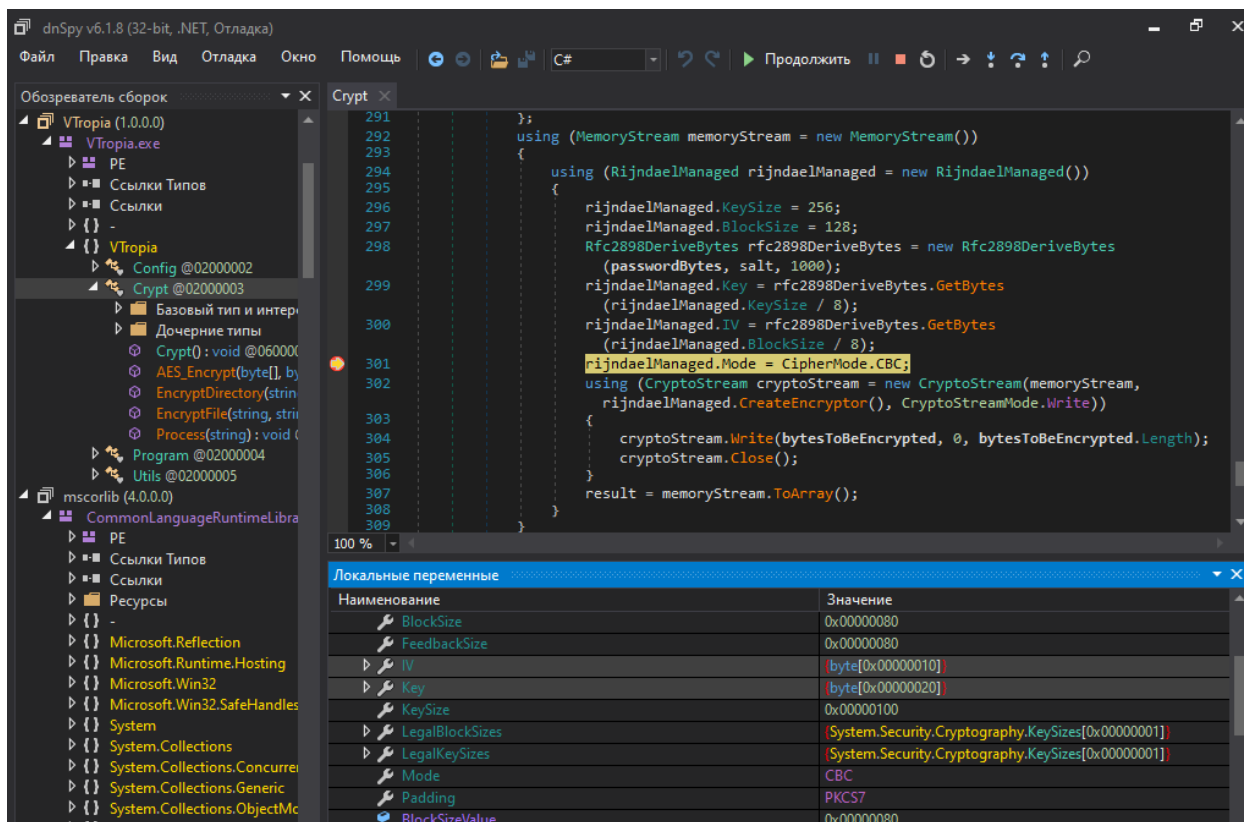 dnSpy v6.1.8 (32-bit, .NET, Отладка)
Файл Правка Вид Отладка Окно Помощь C# Продолжить
Обозреватель сборок
VTropia (1.0.0.0)
VTropia.exe
PE
Ссылки Типов
Ссылки
{ } -
{ } VTropia
Config @02000002
Crypt @02000003
Базовый тип и интер
Дочерние типы
Crypt() : void @060000
AES_Encrypt(byte[], by
EncryptDirectory(strin
EncryptFile(string, stri
Process(string) : void
Program @02000004
Utils @02000005
mscorlib (4.0.0.0)
CommonLanguageRuntimeLibra
PE
Ссылки Типов
Ссылки
Ресурсы
{ } -
{ } Microsoft.Reflection
{ } Microsoft.Runtime.Hosting
{ } Microsoft.Win32
{ } Microsoft.Win32.SafeHandles
{ } System
{ } System.Collections
{ } System.Collections.Concurre
{ } System.Collections.Generic
{ } System.Collections.ObjectMo
Crypt
291 };
292 using (MemoryStream memoryStream = new MemoryStream())
293 {
294 using (RijndaelManaged rijndaelManaged = new RijndaelManaged())
295 {
296 rijndaelManaged.KeySize = 256;
297 rijndaelManaged.BlockSize = 128;
298 Rfc2898DeriveBytes rfc2898DeriveBytes = new Rfc2898DeriveBytes
(passwordBytes, salt, 1000);
299 rijndaelManaged.Key = rfc2898DeriveBytes.GetBytes
(rijndaelManaged.KeySize / 8);
300 rijndaelManaged.IV = rfc2898DeriveBytes.GetBytes
(rijndaelManaged.BlockSize / 8);
301 rijndaelManaged.Mode = CipherMode.CBC;
302 using (CryptoStream cryptoStream = new CryptoStream(memoryStream,
rijndaelManaged.CreateEncryptor(), CryptoStreamMode.Write))
303 {
304 cryptoStream.Write(bytesToBeEncrypted, 0, bytesToBeEncrypted.Length);
305 cryptoStream.Close();
306 }
307 result = memoryStream.ToArray();
308 }
309 }
100 %
Локальные переменные
Наименование Значение
BlockSize 0x00000080
FeedbackSize 0x00000080
IV {byte[0x00000010]}
Key {byte[0x00000020]}
KeySize 0x00000100
LegalBlockSizes {System.Security.Cryptography.KeySizes[0x00000001]}
LegalKeySizes {System.Security.Cryptography.KeySizes[0x00000001]}
Mode CBC
Padding PKCS7
BlockSizeValue 0x00000080